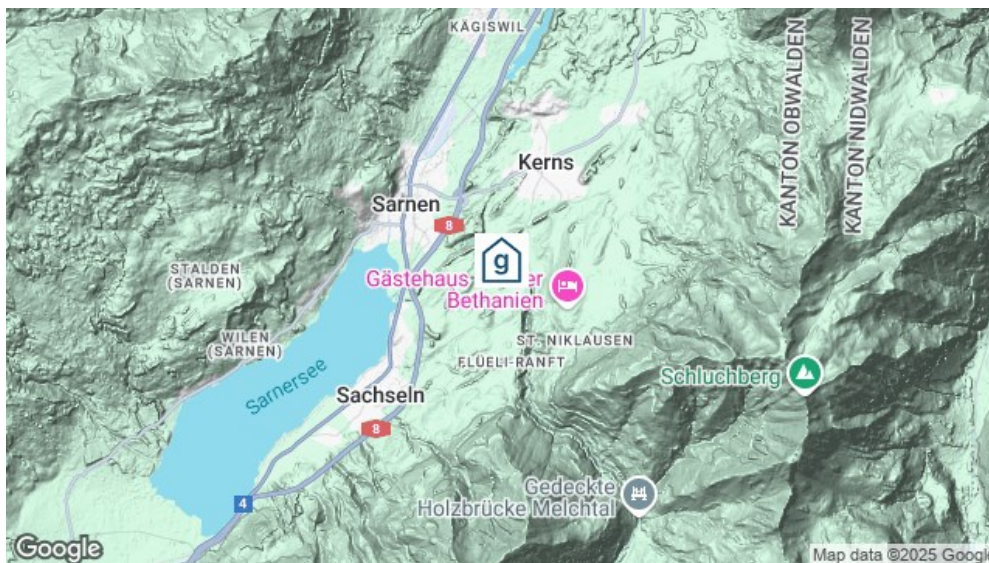 KÄGISWIL
KANTON OBWALDEN
KANTON NIDWALDEN
Kerns
Sarnen
8
g
STALDEN
(SARNEN)
Gästehaus er
Bethanien
WILEN
(SARNEN)
ST. NIKLAUSEN
FLÜELI-RANFT
Sarnersee
Schluchberg
Sachseln
8
Gedeckte
Holzbrücke Melchtal
4
Google
Map data ©2025 Google